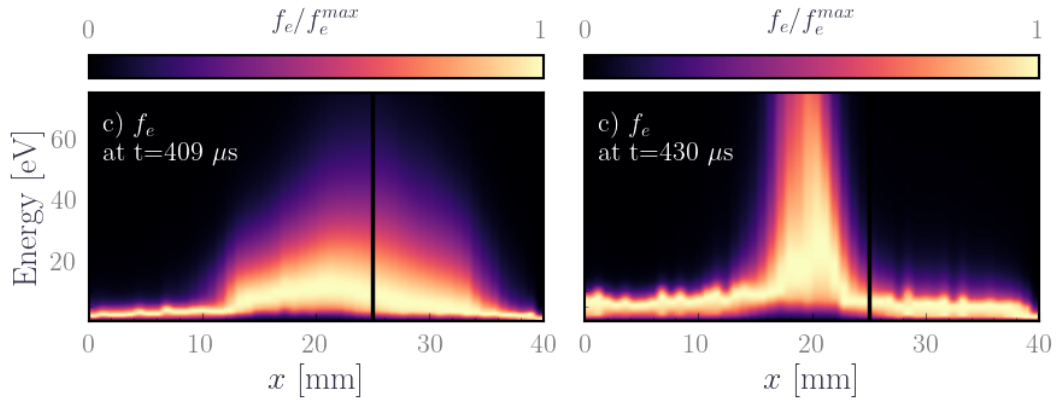 f_e/f_e^{max} f_e/f_e^{max}
0 1 0 1
c) f_e
at t=409 μs
c) f_e
at t=430 μs
Energy [eV]
60
40
20
0 10 20 30 40 0 10 20 30 40
x [mm] x [mm]